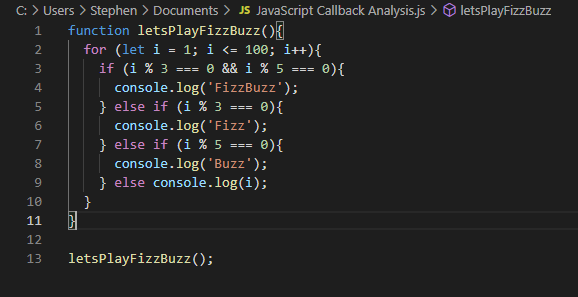 C: > Users > Stephen > Documents > JS JavaScript Callback Analysis.js > letsPlayFizzBuzz
1 function letsPlayFizzBuzz(){
2 for (let i = 1; i <= 100; i++){
3 if (i % 3 === 0 && i % 5 === 0){
4 console.log('FizzBuzz');
5 } else if (i % 3 === 0){
6 console.log('Fizz');
7 } else if (i % 5 === 0){
8 console.log('Buzz');
9 } else console.log(i);
10 }
11 }
12
13 letsPlayFizzBuzz();